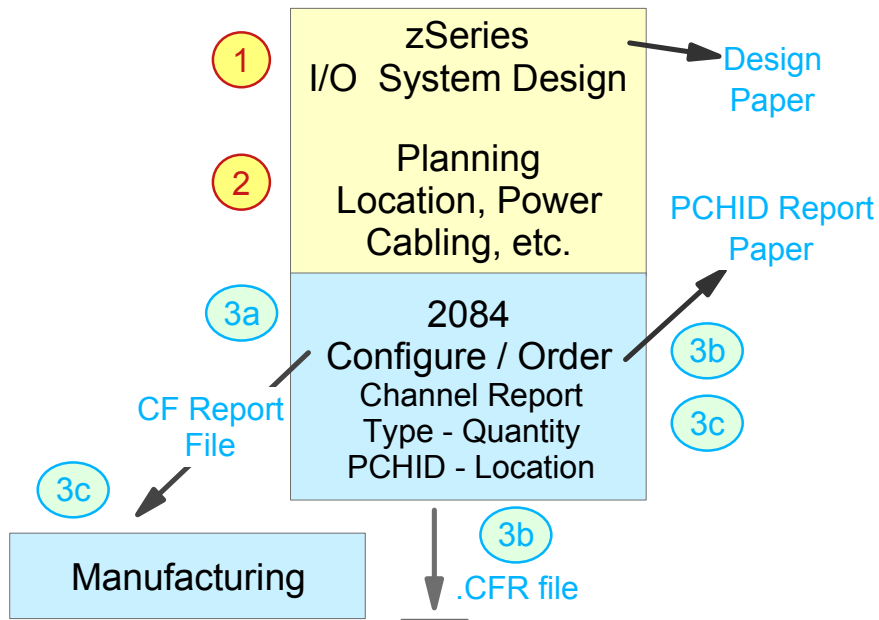 1
zSeries
I/O System Design
Design
Paper
2
Planning
Location, Power
Cabling, etc.
PCHID Report
Paper
3a
2084
Configure / Order
Channel Report
Type - Quantity
PCHID - Location
3b
3c
CF Report
File
3c
Manufacturing
3b
.CFR file